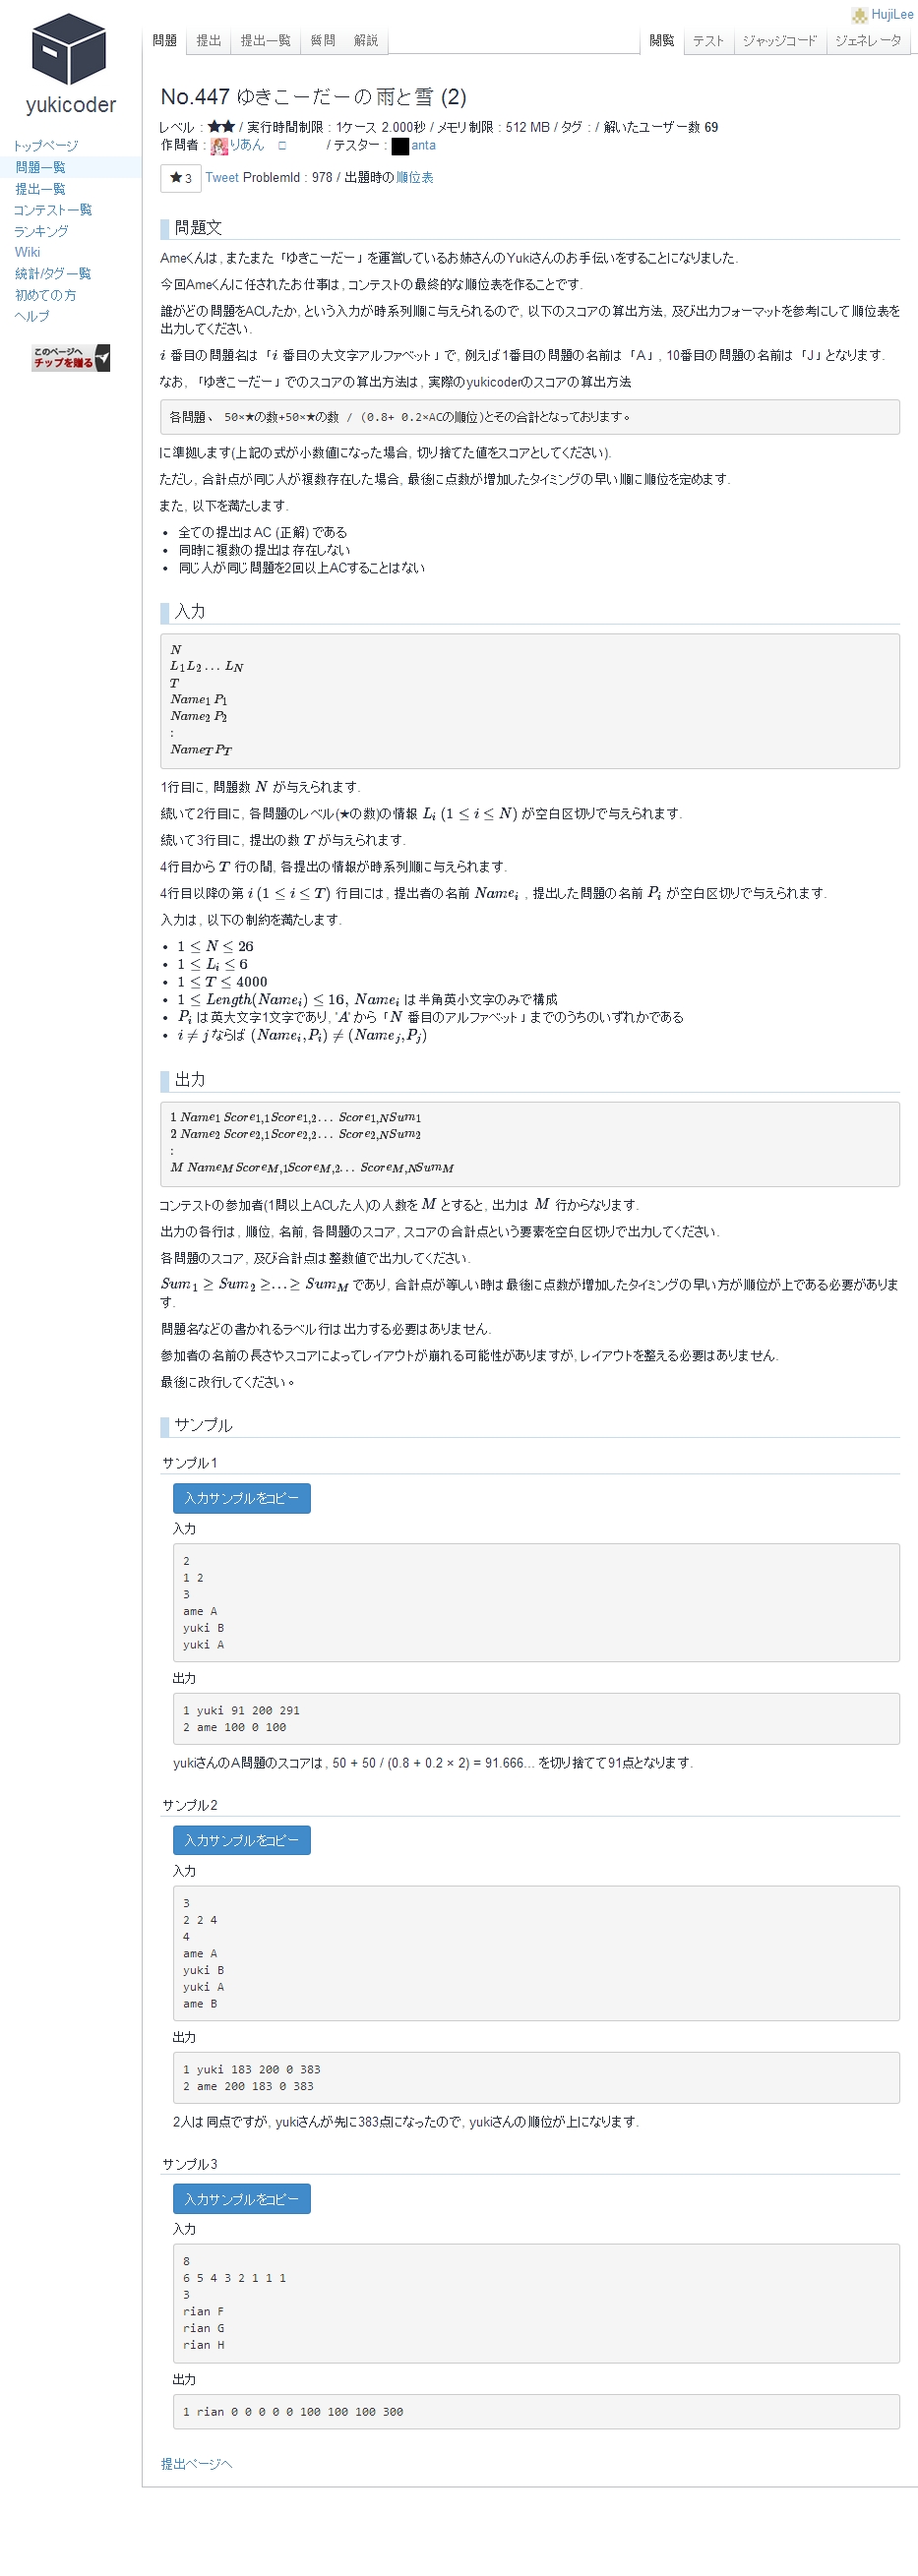 HujiLee
yukicoder
トップページ
問題一覧
提出一覧
コンテスト一覧
ランキング
Wiki
統計/タグ一覧
初めての方
ヘルプ
このページへ
チップを贈る
問題 提出 提出一覧 質問 解説 閲覧 テスト ジャッジコード ジェネレータ
No.447 ゆきこーだーの雨と雪 (2)
レベル : ★★ / 実行時間制限 : 1ケース 2.000秒 / メモリ制限 : 512 MB / タグ : / 解いたユーザー数 69
作問者 : りあん □ / テスター : anta
★ 3 Tweet ProblemId : 978 / 出題時の順位表
問題文
Ameくんは, またまた「ゆきこーだー」を運営しているお姉さんのYukiさんのお手伝いをすることになりました.
今回Ameくんに任されたお仕事は, コンテストの最終的な順位表を作ることです.
誰がどの問題をACしたか, という入力が時系列順に与えられるので, 以下のスコアの算出方法, 及び出力フォーマットを参考にして順位表を
出力してください.
i 番目の問題名は「i 番目の大文字アルファベット」で, 例えば1番目の問題の名前は「A」, 10番目の問題の名前は「J」となります.
なお, 「ゆきこーだー」でのスコアの算出方法は, 実際のyukicoderのスコアの算出方法
各問題、 50×★の数+50×★の数 / (0.8+ 0.2×ACの順位)とその合計となっております。
に準拠します(上記の式が小数値になった場合, 切り捨てた値をスコアとしてください).
ただし, 合計点が同じ人が複数存在した場合, 最後に点数が増加したタイミングの早い順に順位を定めます.
また, 以下を満たします.
• 全ての提出はAC (正解) である
• 同時に複数の提出は存在しない
• 同じ人が同じ問題を2回以上ACすることはない
入力
N
L₁ L₂ … L_N
T
Name₁ P₁
Name₂ P₂
:
Name_T P_T
1行目に, 問題数 N が与えられます.
続いて2行目に, 各問題のレベル(★の数)の情報 L_i (1 ≤ i ≤ N) が空白区切りで与えられます.
続いて3行目に, 提出の数 T が与えられます.
4行目から T 行の間, 各提出の情報が時系列順に与えられます.
4行目以降の第 i (1 ≤ i ≤ T) 行目には, 提出者の名前 Name_i , 提出した問題の名前 P_i が空白区切りで与えられます.
入力は, 以下の制約を満たします.
• 1 ≤ N ≤ 26
• 1 ≤ L_i ≤ 6
• 1 ≤ T ≤ 4000
• 1 ≤ Length(Name_i) ≤ 16, Name_i は半角英小文字のみで構成
• P_i は英大文字1文字であり, 'A' から「N 番目のアルファベット」までのうちのいずれかである
• i ≠ j ならば (Name_i, P_i) ≠ (Name_j, P_j)
出力
1 Name₁ Score_{1,1} Score_{1,2} … Score_{1,N} Sum₁
2 Name₂ Score_{2,1} Score_{2,2} … Score_{2,N} Sum₂
:
M Name_M Score_{M,1} Score_{M,2} … Score_{M,N} Sum_M
コンテストの参加者(1問以上ACした人)の人数を M とすると, 出力は M 行からなります.
出力の各行は, 順位, 名前, 各問題のスコア, スコアの合計点という要素を空白区切りで出力してください.
各問題のスコア, 及び合計点は整数値で出力してください.
Sum₁ ≥ Sum₂ ≥ … ≥ Sum_M であり, 合計点が等しい時は最後に点数が増加したタイミングの早い方が順位が上である必要がありま
す.
問題名などの書かれるラベル行は出力する必要はありません.
参加者の名前の長さやスコアによってレイアウトが崩れる可能性がありますが, レイアウトを整える必要はありません.
最後に改行してください。
サンプル
サンプル1
入力サンプルをコピー
入力
2
1 2
3
ame A
yuki B
yuki A
出力
1 yuki 91 200 291
2 ame 100 0 100
yukiさんのA問題のスコアは, 50 + 50 / (0.8 + 0.2 × 2) = 91.666... を切り捨てて91点となります.
サンプル2
入力サンプルをコピー
入力
3
2 2 4
4
ame A
yuki B
yuki A
ame B
出力
1 yuki 183 200 0 383
2 ame 200 183 0 383
2人は同点ですが, yukiさんが先に383点になったので, yukiさんの順位が上になります.
サンプル3
入力サンプルをコピー
入力
8
6 5 4 3 2 1 1 1
3
rian F
rian G
rian H
出力
1 rian 0 0 0 0 0 100 100 100 300
提出ページへ